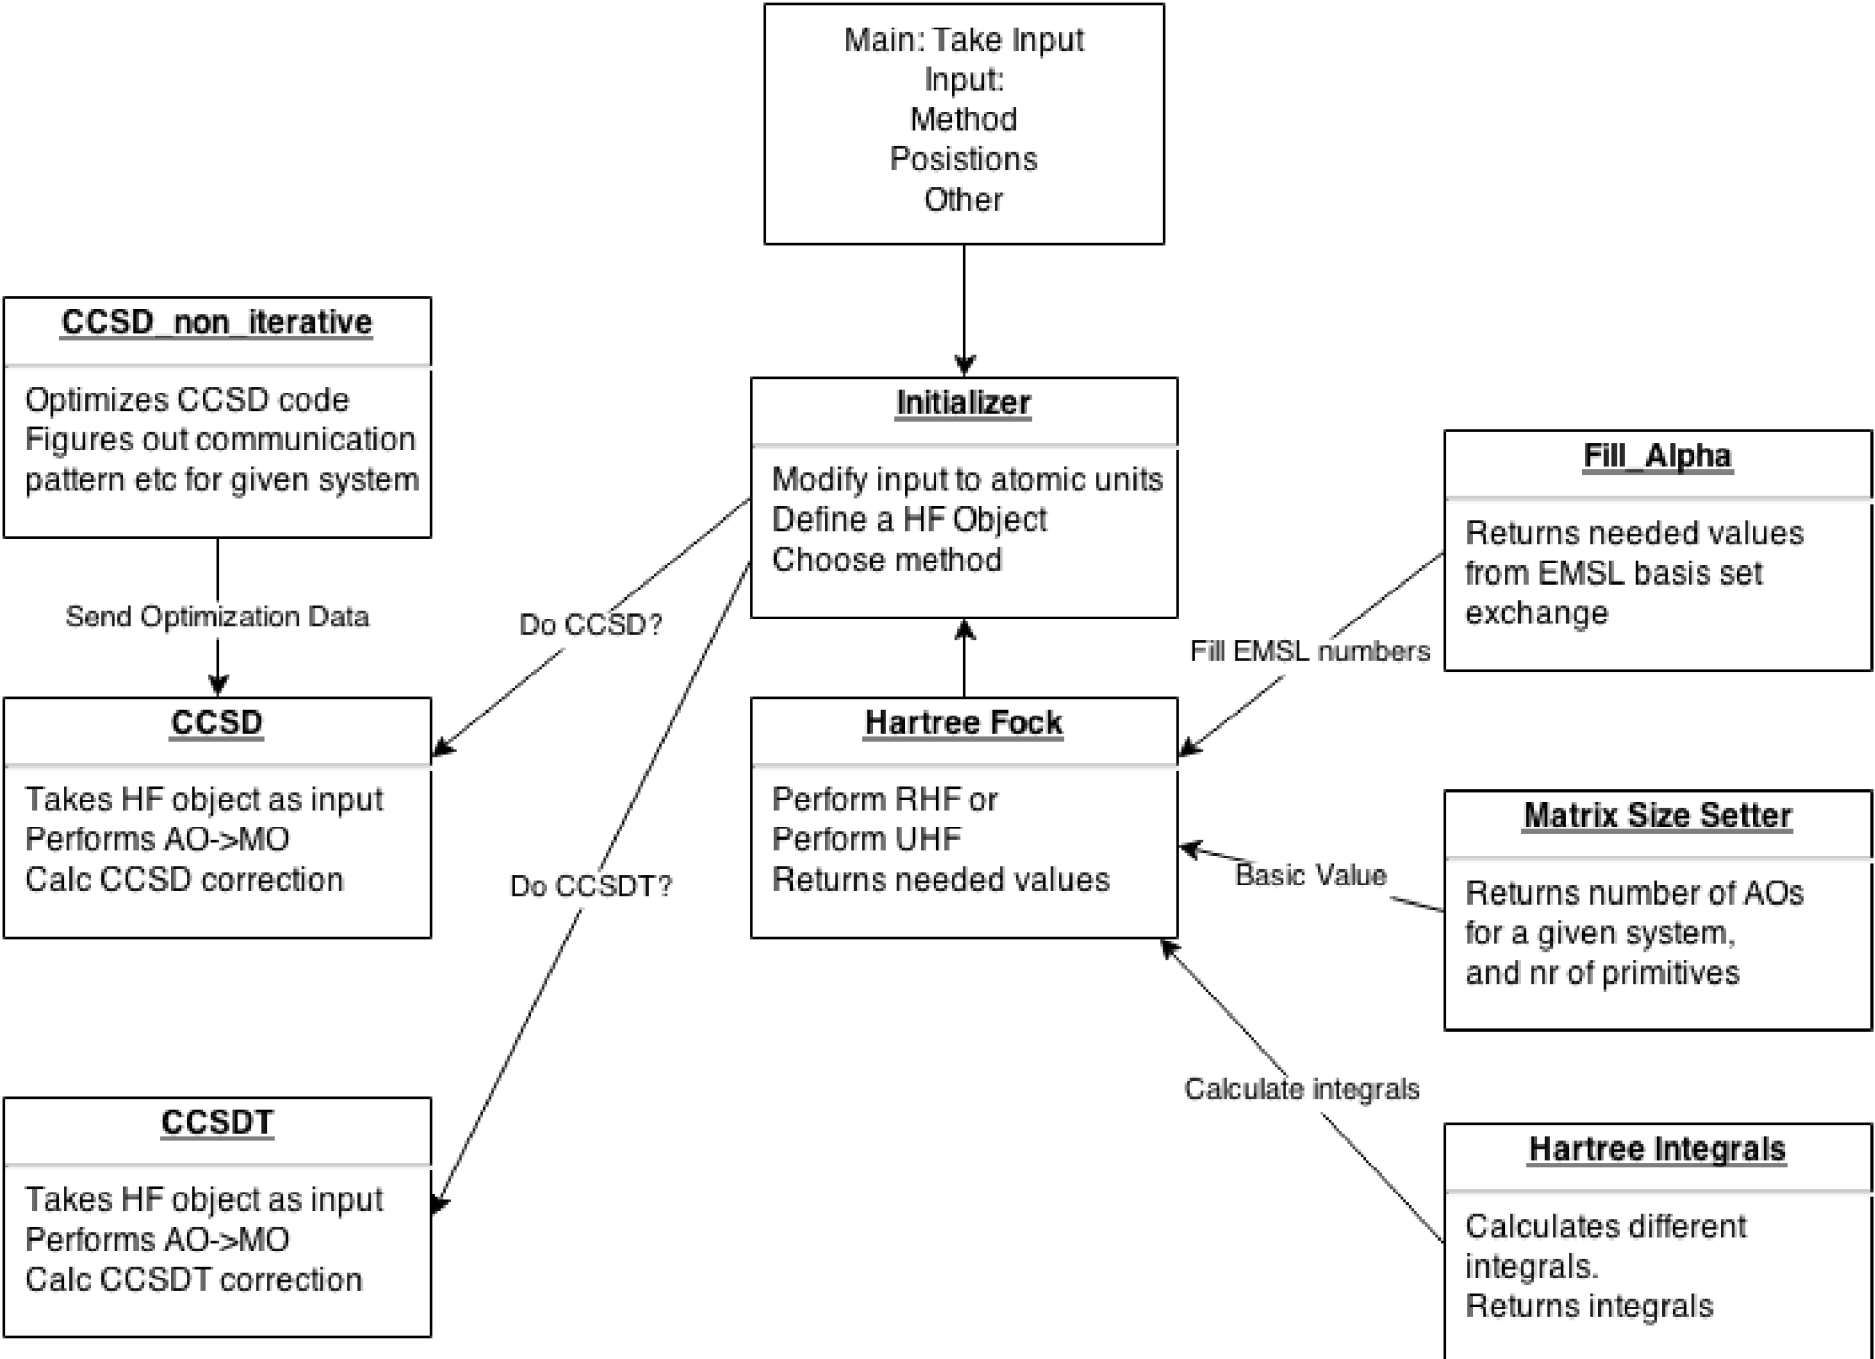 Main: Take Input
Input:
Method
Posistions
Other
CCSD_non_iterative
Optimizes CCSD code
Figures out communication
pattern etc for given system
Send Optimization Data
Initializer
Modify input to atomic units
Define a HF Object
Choose method
Fill_Alpha
Returns needed values
from EMSL basis set
exchange
Do CCSD?
Fill EMSL numbers
CCSD
Takes HF object as input
Performs AO->MO
Calc CCSD correction
Hartree Fock
Perform RHF or
Perform UHF
Returns needed values
Matrix Size Setter
Returns number of AOs
for a given system,
and nr of primitives
Basic Value
Do CCSDT?
Calculate integrals
CCSDT
Takes HF object as input
Performs AO->MO
Calc CCSDT correction
Hartree Integrals
Calculates different
integrals.
Returns integrals